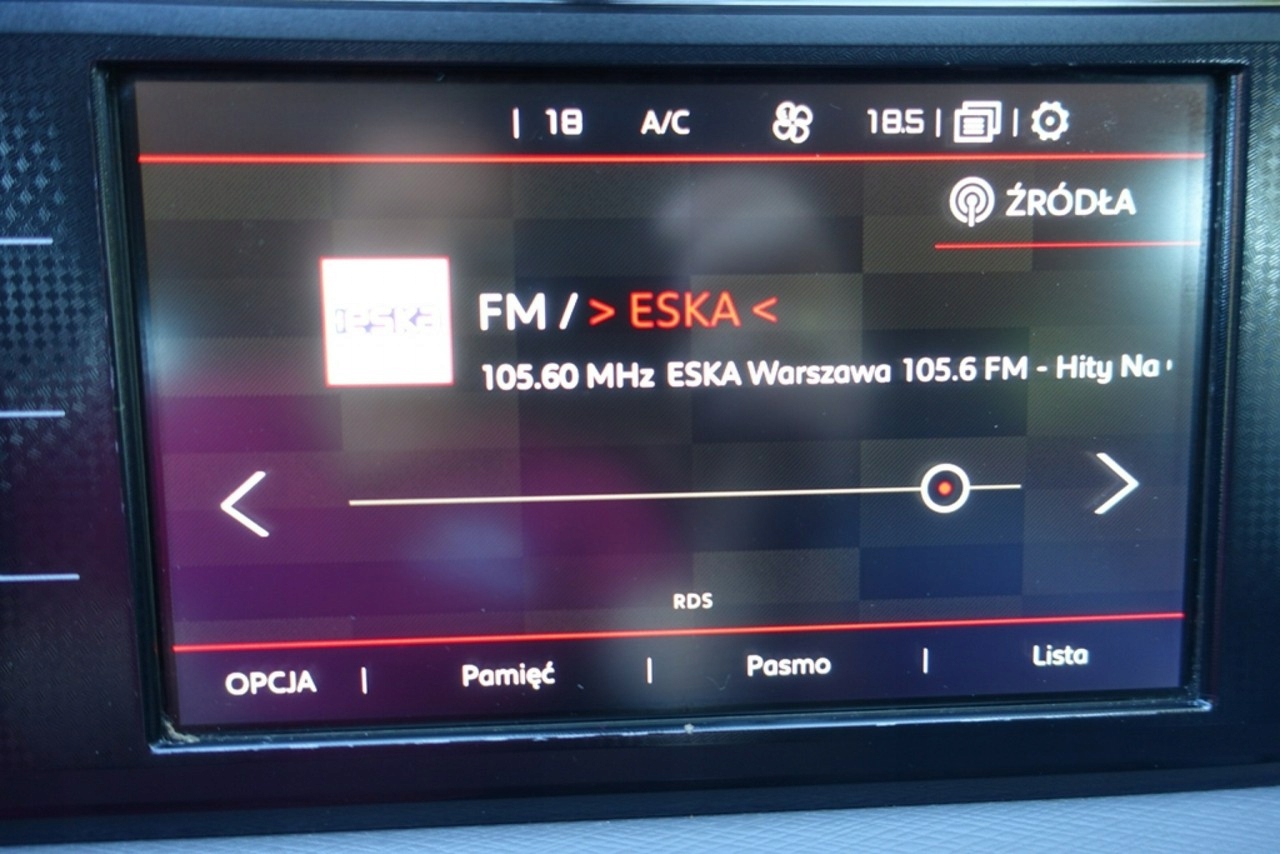 | 18 A/C 18.5 | |
ŹRÓDŁA
eska
FM / > ESKA <
105.60 MHz ESKA Warszawa 105.6 FM - Hity Na
RDS
OPCJA | Pamięć | Pasmo | Lista